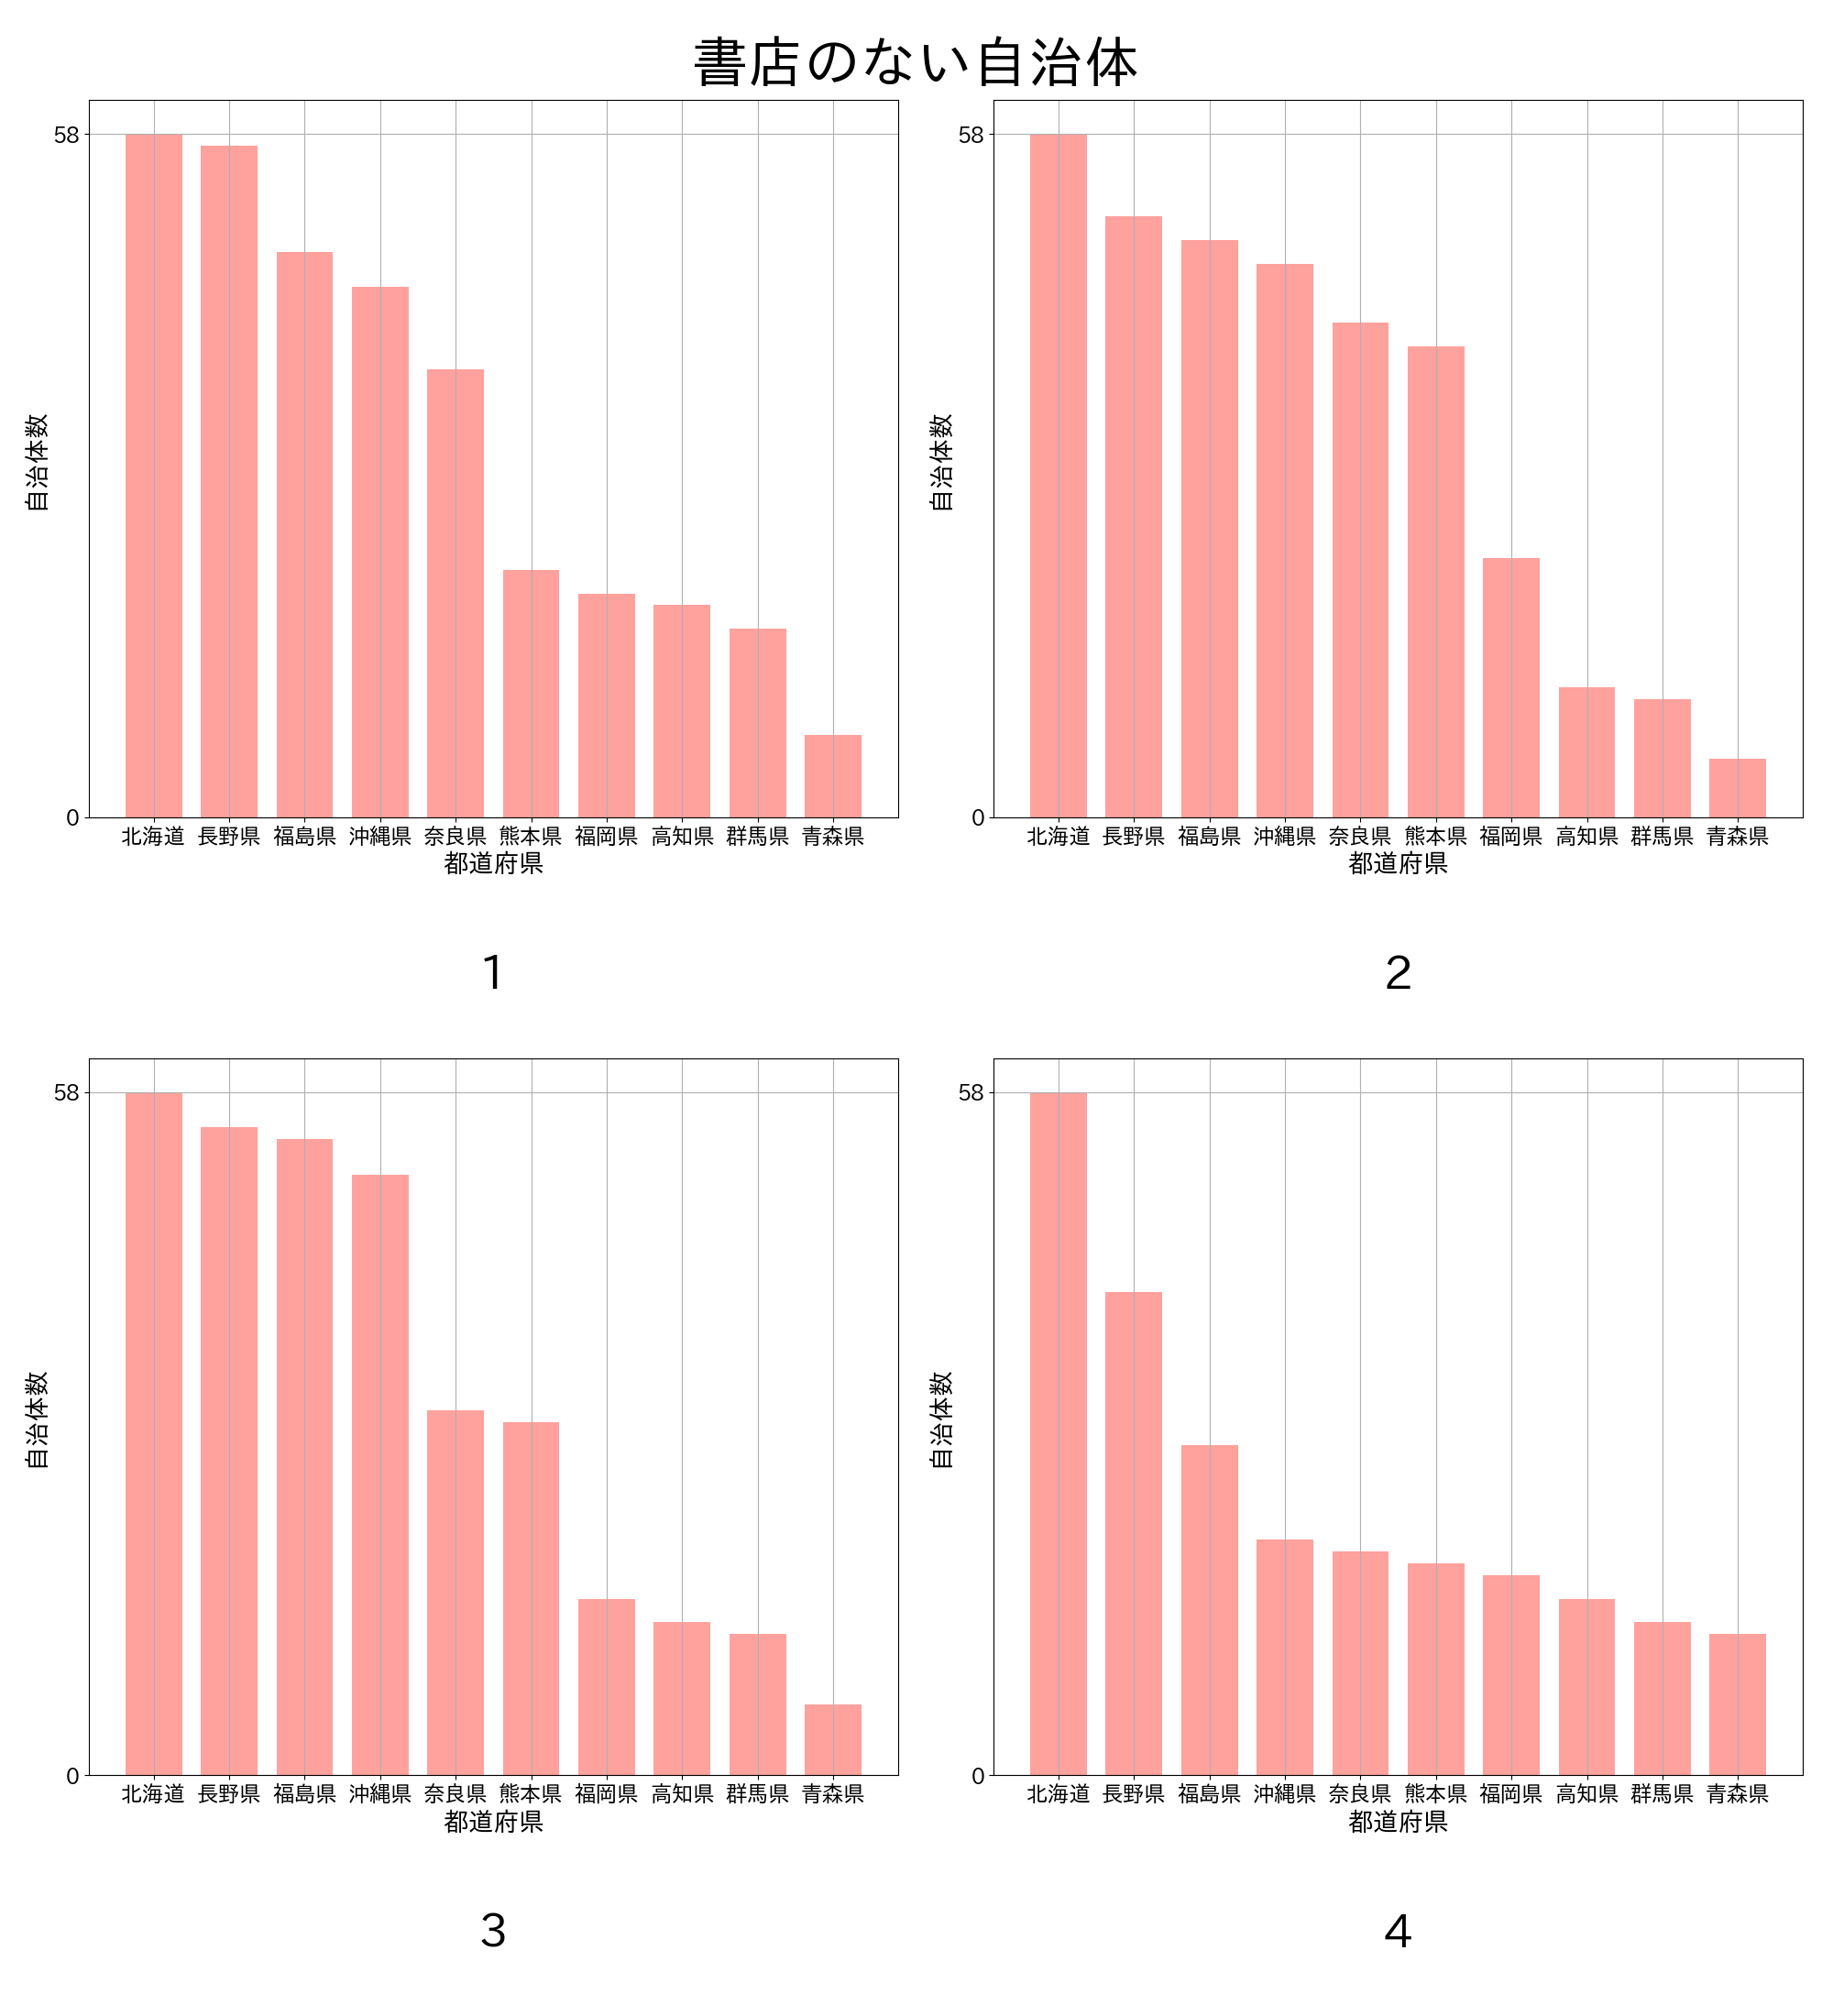 書店のない自治体
58
0
自治体数
北海道 長野県 福島県 沖縄県 奈良県 熊本県 福岡県 高知県 群馬県 青森県
都道府県
1
58
0
自治体数
北海道 長野県 福島県 沖縄県 奈良県 熊本県 福岡県 高知県 群馬県 青森県
都道府県
2
58
0
自治体数
北海道 長野県 福島県 沖縄県 奈良県 熊本県 福岡県 高知県 群馬県 青森県
都道府県
3
58
0
自治体数
北海道 長野県 福島県 沖縄県 奈良県 熊本県 福岡県 高知県 群馬県 青森県
都道府県
4